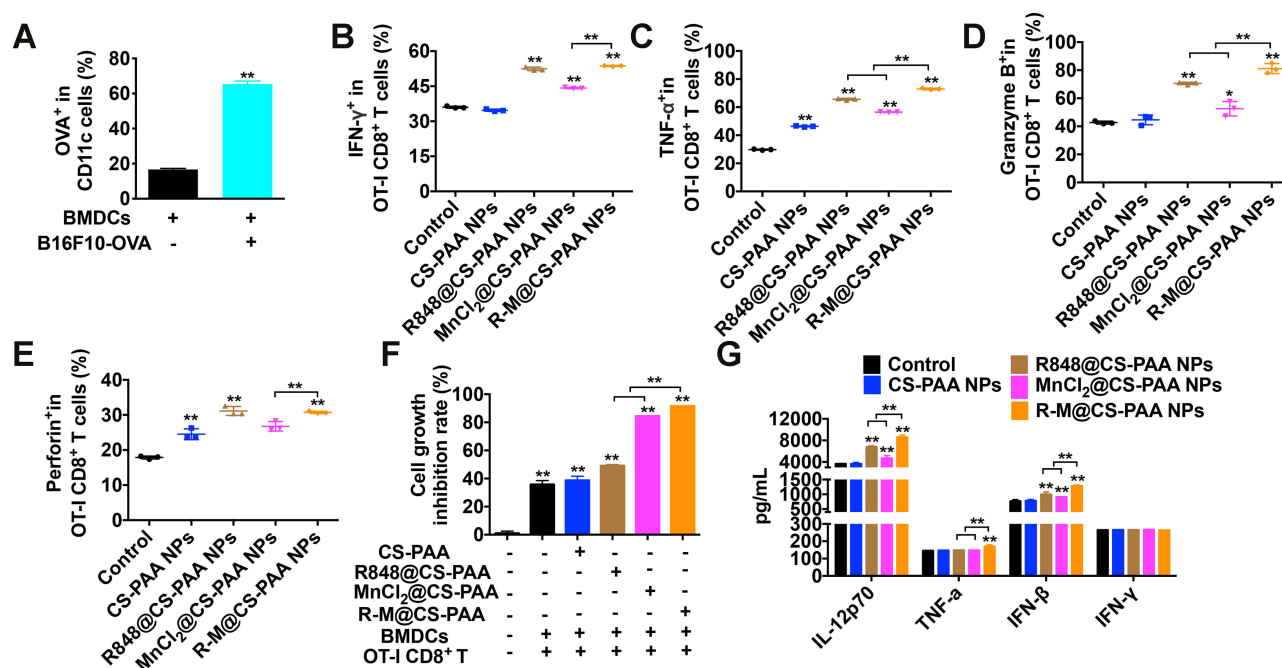 A
OVA⁺ in
CD11c cells (%)
80
60
40
20
0
**
BMDCs + +
B16F10-OVA - +
B
IFN-γ⁺ in
OT-I CD8⁺ T cells (%)
60
45
30
15
0
**
**
**
**
Control
CS-PAA NPs
R848@CS-PAA NPs
MnCl₂@CS-PAA NPs
R-M@CS-PAA NPs
C
TNF-α⁺in
OT-I CD8⁺ T cells (%)
100
80
60
40
20
0
**
**
**
**
**
**
Control
CS-PAA NPs
R848@CS-PAA NPs
MnCl₂@CS-PAA NPs
R-M@CS-PAA NPs
D
Granzyme B⁺in
OT-I CD8⁺ T cells (%)
100
80
60
40
20
0
**
*
**
**
**
Control
CS-PAA NPs
R848@CS-PAA NPs
MnCl₂@CS-PAA NPs
R-M@CS-PAA NPs
E
Perforin⁺in
OT-I CD8⁺ T cells (%)
40
30
20
10
0
**
**
**
Control
CS-PAA NPs
R848@CS-PAA NPs
MnCl₂@CS-PAA NPs
R-M@CS-PAA NPs
F
Cell growth
inhibition rate (%)
100
80
60
40
20
0
**
**
**
**
**
**
**
CS-PAA - - + - - -
R848@CS-PAA - - - + - -
MnCl₂@CS-PAA - - - - + -
R-M@CS-PAA - - - - - +
BMDCs - + + + + +
OT-I CD8⁺ T - + + + + +
G
Control
CS-PAA NPs
R848@CS-PAA NPs
MnCl₂@CS-PAA NPs
R-M@CS-PAA NPs
pg/mL
12000
8000
4000
1500
1000
500
300
200
100
0
**
**
**
**
**
**
**
**
**
IL-12p70
TNF-a
IFN-β
IFN-γ